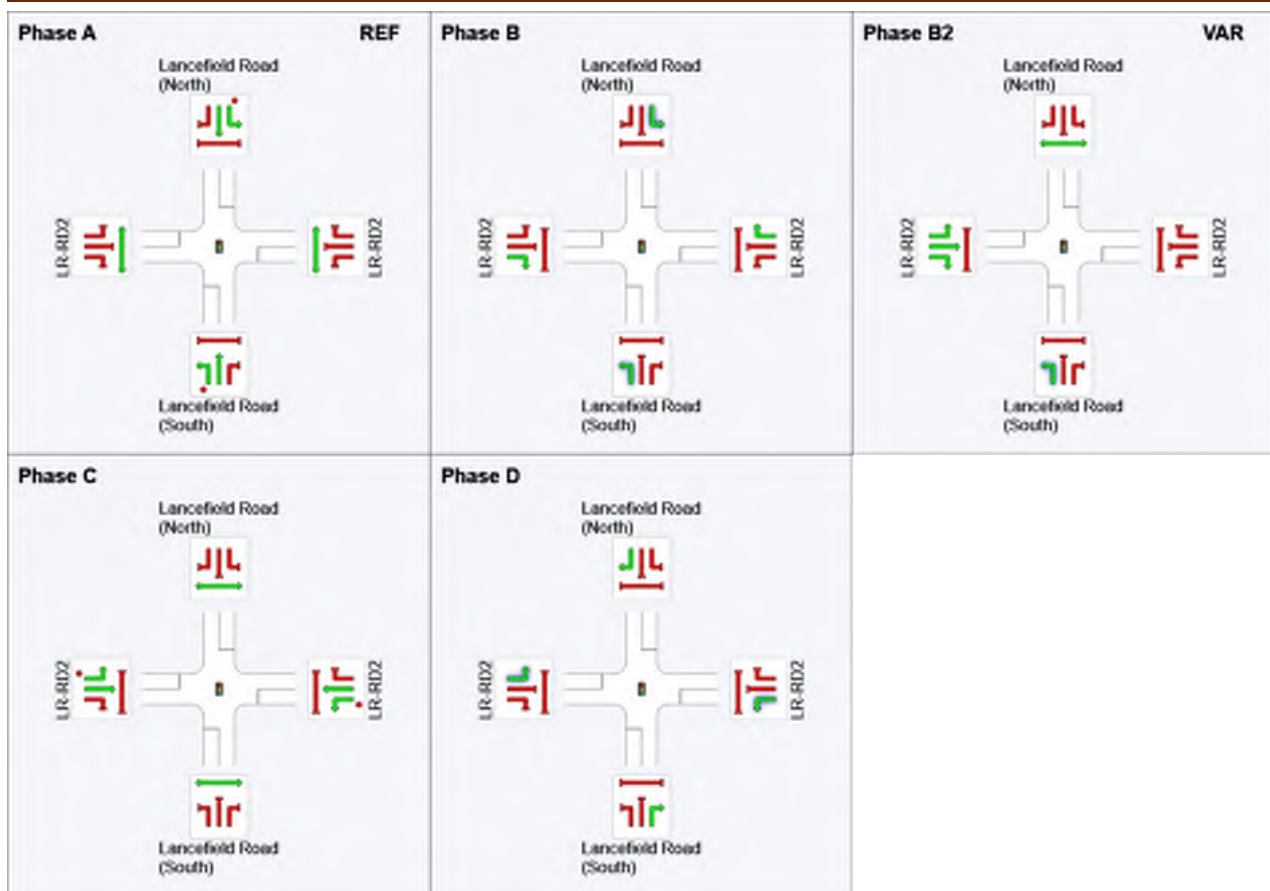 Phase A
REF
Lancefield Road
(North)
LR-RD2
LR-RD2
Lancefield Road
(South)
Phase B
Lancefield Road
(North)
LR-RD2
LR-RD2
Lancefield Road
(South)
Phase B2
VAR
Lancefield Road
(North)
LR-RD2
LR-RD2
Lancefield Road
(South)
Phase C
Lancefield Road
(North)
LR-RD2
LR-RD2
Lancefield Road
(South)
Phase D
Lancefield Road
(North)
LR-RD2
LR-RD2
Lancefield Road
(South)